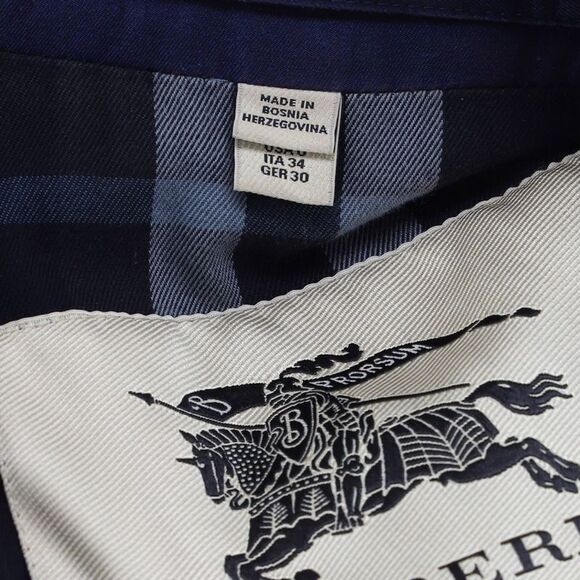 MADE IN
BOSNIA
HERZEGOVINA
ITA 34
GER 30
PRORSUM
B
B